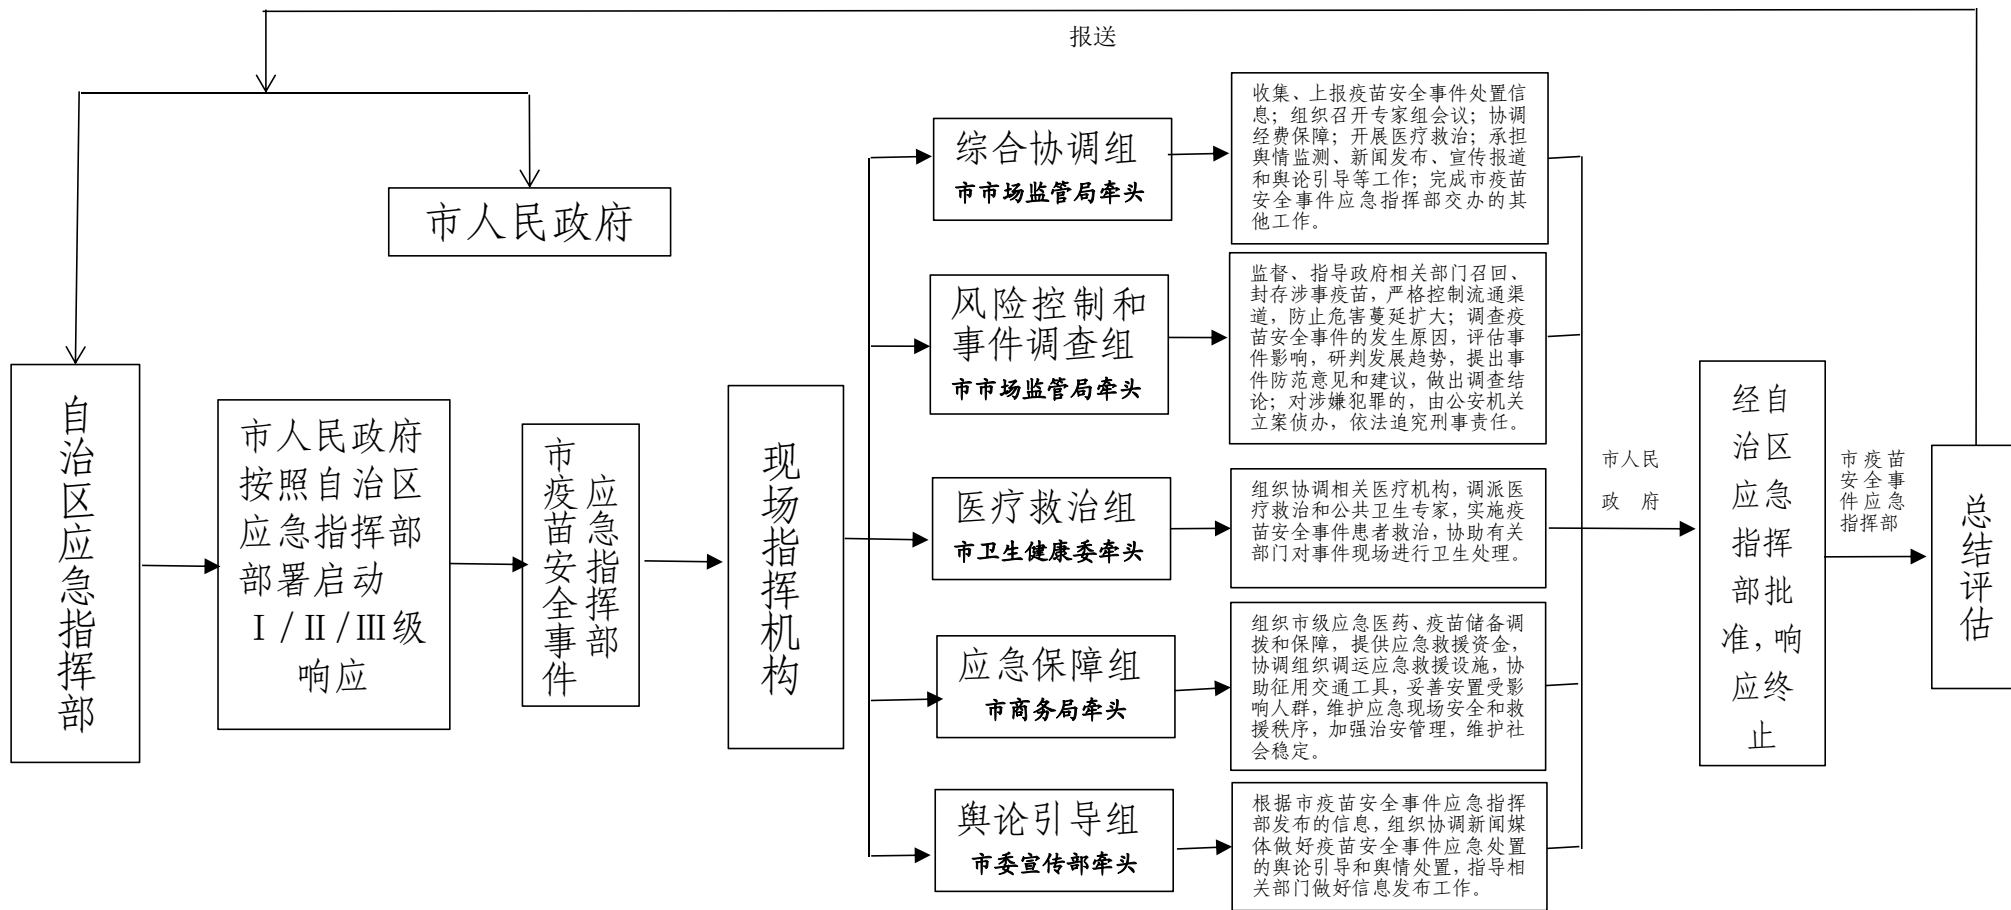 报送
市人民政府
自治区应急指挥部
市人民政府
按照自治区
应急指挥部
部署启动
Ⅰ/Ⅱ/Ⅲ级
响应
市疫苗安全事件
应急指挥部
现场指挥机构
综合协调组
市市场监管局牵头
收集、上报疫苗安全事件处置信
息；组织召开专家组会议；协调
经费保障；开展医疗救治；承担
舆情监测、新闻发布、宣传报道
和舆论引导等工作；完成市疫苗
安全事件应急指挥部交办的其
他工作。
风险控制和
事件调查组
市市场监管局牵头
监督、指导政府相关部门召回、
封存涉事疫苗，严格控制流通渠
道，防止危害蔓延扩大；调查疫
苗安全事件的发生原因，评估事
件影响，研判发展趋势，提出事
件防范意见和建议，做出调查结
论；对涉嫌犯罪的，由公安机关
立案侦办，依法追究刑事责任。
医疗救治组
市卫生健康委牵头
组织协调相关医疗机构，调派医
疗救治和公共卫生专家，实施疫
苗安全事件患者救治，协助有关
部门对事件现场进行卫生处理。
应急保障组
市商务局牵头
组织市级应急医药、疫苗储备调
拨和保障，提供应急救援资金，
协调组织调运应急救援设施，协
助征用交通工具，妥善安置受影
响人群，维护应急现场安全和救
援秩序，加强治安管理，维护社
会稳定。
舆论引导组
市委宣传部牵头
根据市疫苗安全事件应急指挥
部发布的信息，组织协调新闻媒
体做好疫苗安全事件应急处置
的舆论引导和舆情处置，指导相
关部门做好信息发布工作。
市人民
政 府
经自
治区
应急
指挥
部批
准，响
应终
止
市疫苗
安全事
件应急
指挥部
总结评估